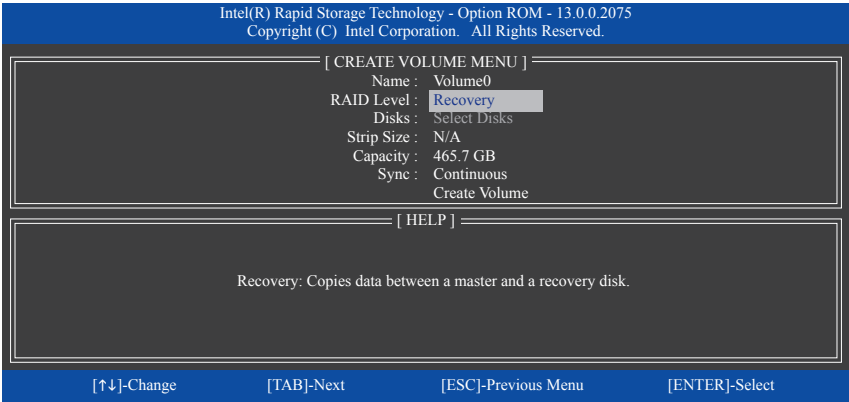 Intel(R) Rapid Storage Technology - Option ROM - 13.0.0.2075
Copyright (C) Intel Corporation. All Rights Reserved.
[ CREATE VOLUME MENU ]
Name : Volume0
RAID Level : Recovery
Disks : Select Disks
Strip Size : N/A
Capacity : 465.7 GB
Sync : Continuous
Create Volume
[ HELP ]
Recovery: Copies data between a master and a recovery disk.
[↑↓]-Change [TAB]-Next [ESC]-Previous Menu [ENTER]-Select